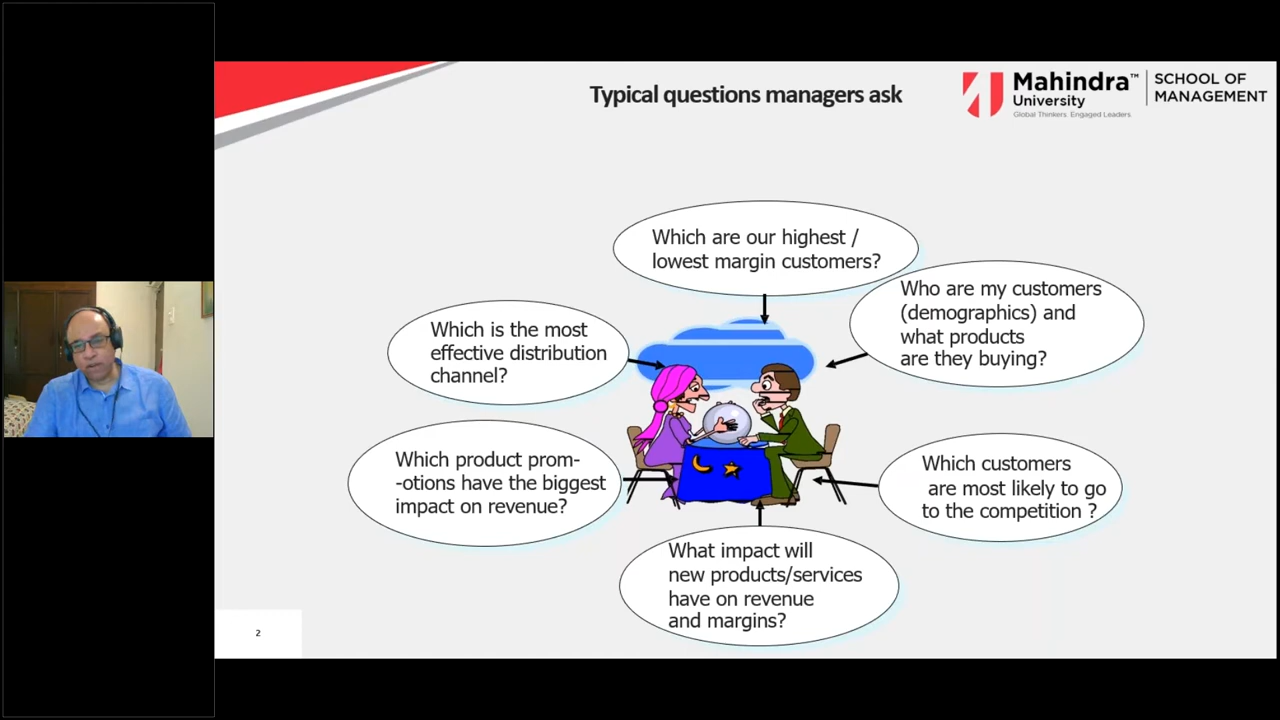 Typical questions managers ask
Mahindra™
University
Global Thinkers. Engaged Leaders.
SCHOOL OF
MANAGEMENT
Which are our highest /
lowest margin customers?
Who are my customers
(demographics) and
what products
are they buying?
Which is the most
effective distribution
channel?
Which product prom-
-otions have the biggest
impact on revenue?
Which customers
are most likely to go
to the competition ?
What impact will
new products/services
have on revenue
and margins?
2